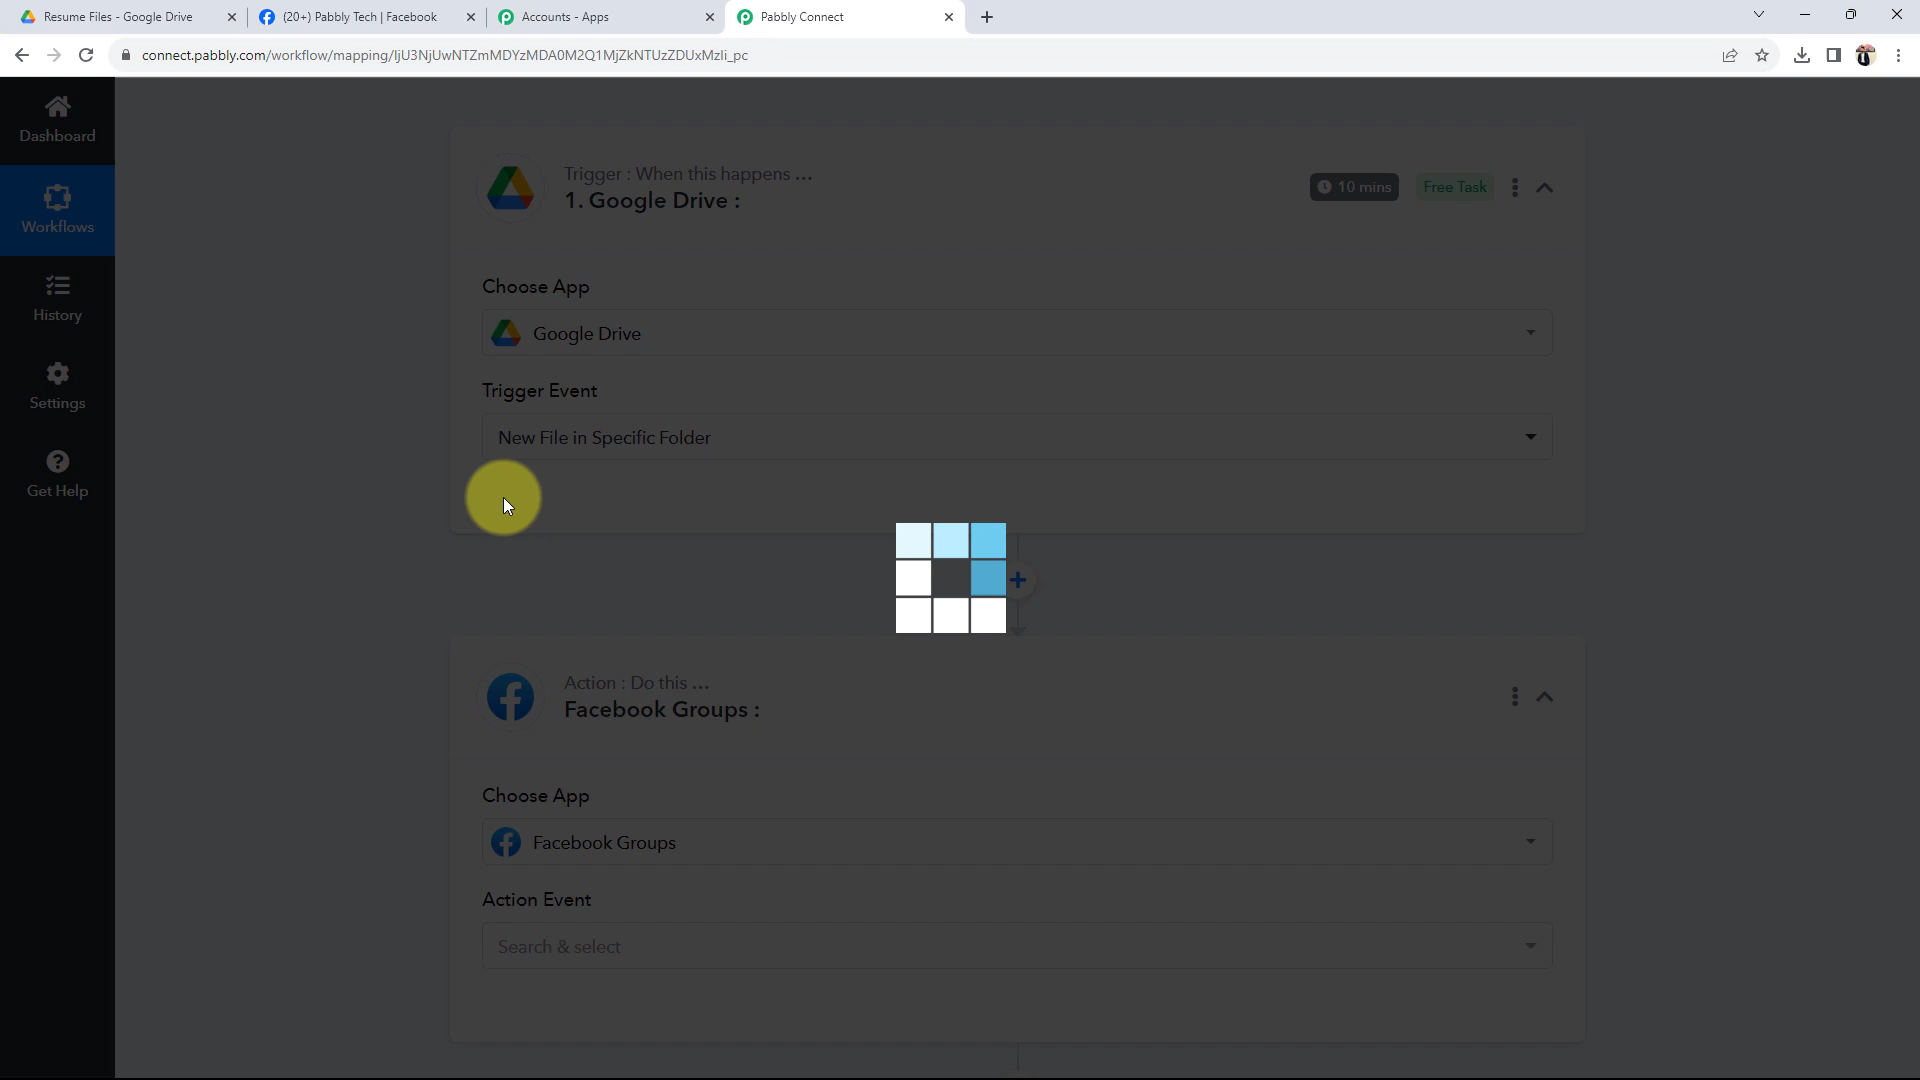 Resume Files - Google Drive
(20+) Pabbly Tech | Facebook
Accounts - Apps
Pabbly Connect
connect.pabbly.com/workflow/mapping/IjU3NjUwNTZmMDYzMDA0M2Q1MjZkNTUzZDUxMzIi_pc
Dashboard
Workflows
History
Settings
Get Help
Trigger : When this happens ...
1. Google Drive :
10 mins
Free Task
Choose App
Google Drive
Trigger Event
New File in Specific Folder
Action : Do this ...
Facebook Groups :
Choose App
Facebook Groups
Action Event
Search & select